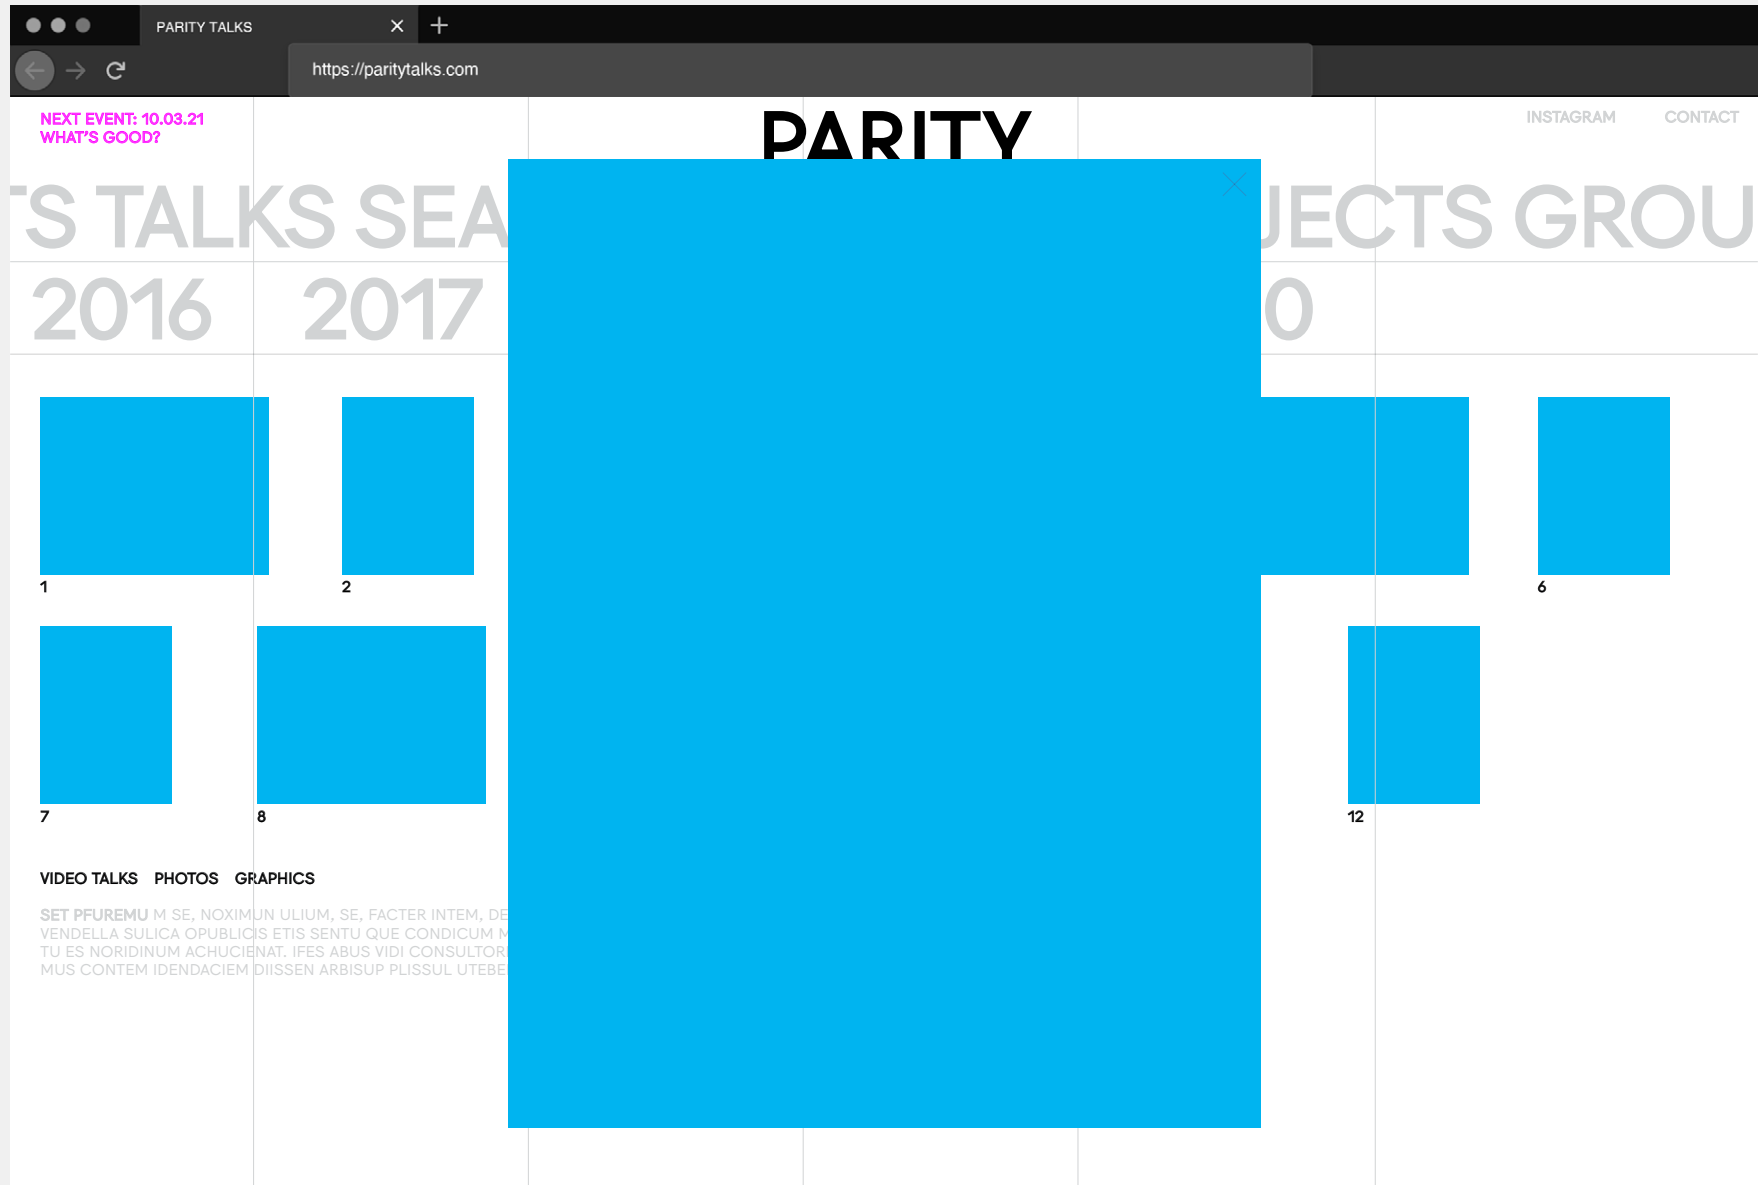 PARITY TALKS
https://paritytalks.com
NEXT EVENT: 10.03.21
WHAT'S GOOD?
PARITY
INSTAGRAM CONTACT
TS TALKS SEA
JECTS GROU
2016 2017
0
1
2
6
7
8
12
VIDEO TALKS PHOTOS GRAPHICS
SET PFUREMU M SE, NOXIMUN ULIUM, SE, FACTER INTEM, DE
VENDELLA SULICA OPUBLICIS ETIS SENTU QUE CONDICUM M
TU ES NORIDINUM ACHUCIENAT. IFES ABUS VIDI CONSULTORI
MUS CONTEM IDENDACIEM DIISSEN ARBISUP PLISSUL UTEBE